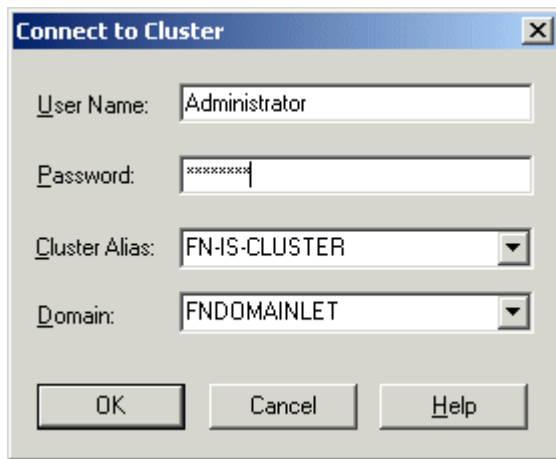 Connect to Cluster
User Name: Administrator
Password: ********
Cluster Alias: FN-IS-CLUSTER
Domain: FNDOMAINLET
OK Cancel Help